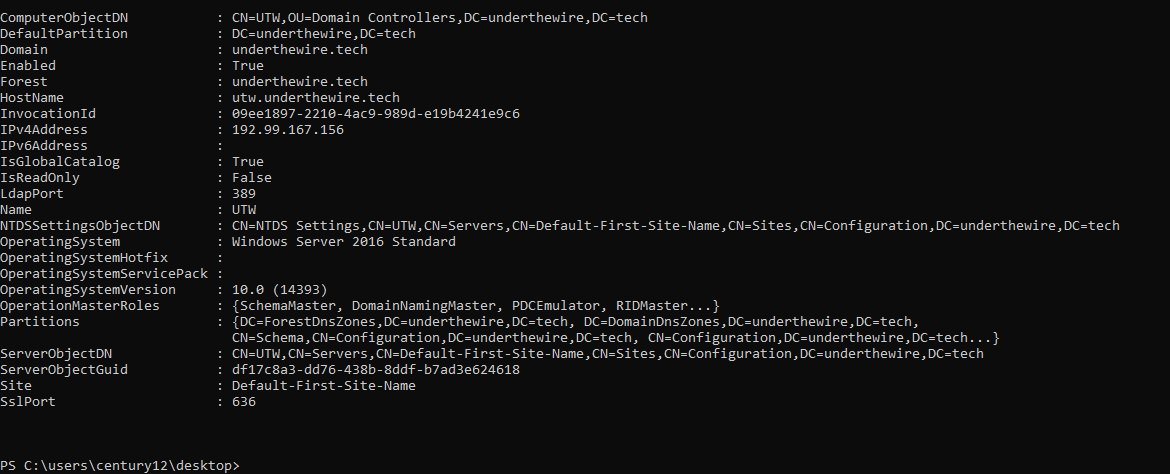 ComputerObjectDN           : CN=UTW,OU=Domain Controllers,DC=underthewire,DC=tech
DefaultPartition           : DC=underthewire,DC=tech
Domain                     : underthewire.tech
Enabled                    : True
Forest                     : underthewire.tech
HostName                   : utw.underthewire.tech
InvocationId               : 09ee1897-2210-4ac9-989d-e19b4241e9c6
IPv4Address                : 192.99.167.156
IPv6Address                :
IsGlobalCatalog            : True
IsReadOnly                 : False
LdapPort                   : 389
Name                       : UTW
NTDSSettingsObjectDN       : CN=NTDS Settings,CN=UTW,CN=Servers,CN=Default-First-Site-Name,CN=Sites,CN=Configuration,DC=underthewire,DC=tech
OperatingSystem            : Windows Server 2016 Standard
OperatingSystemHotfix      :
OperatingSystemServicePack :
OperatingSystemVersion     : 10.0 (14393)
OperationMasterRoles       : {SchemaMaster, DomainNamingMaster, PDCEmulator, RIDMaster...}
Partitions                 : {DC=ForestDnsZones,DC=underthewire,DC=tech, DC=DomainDnsZones,DC=underthewire,DC=tech,
                             CN=Schema,CN=Configuration,DC=underthewire,DC=tech, CN=Configuration,DC=underthewire,DC=tech...}
ServerObjectDN             : CN=UTW,CN=Servers,CN=Default-First-Site-Name,CN=Sites,CN=Configuration,DC=underthewire,DC=tech
ServerObjectGuid           : df17c8a3-dd76-438b-8ddf-b7ad3e624618
Site                       : Default-First-Site-Name
SslPort                    : 636
PS C:\users\century12\desktop>